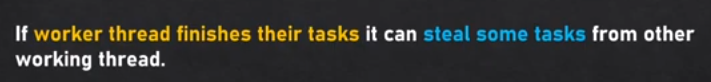 If worker thread finishes their tasks it can steal some tasks from other
working thread.